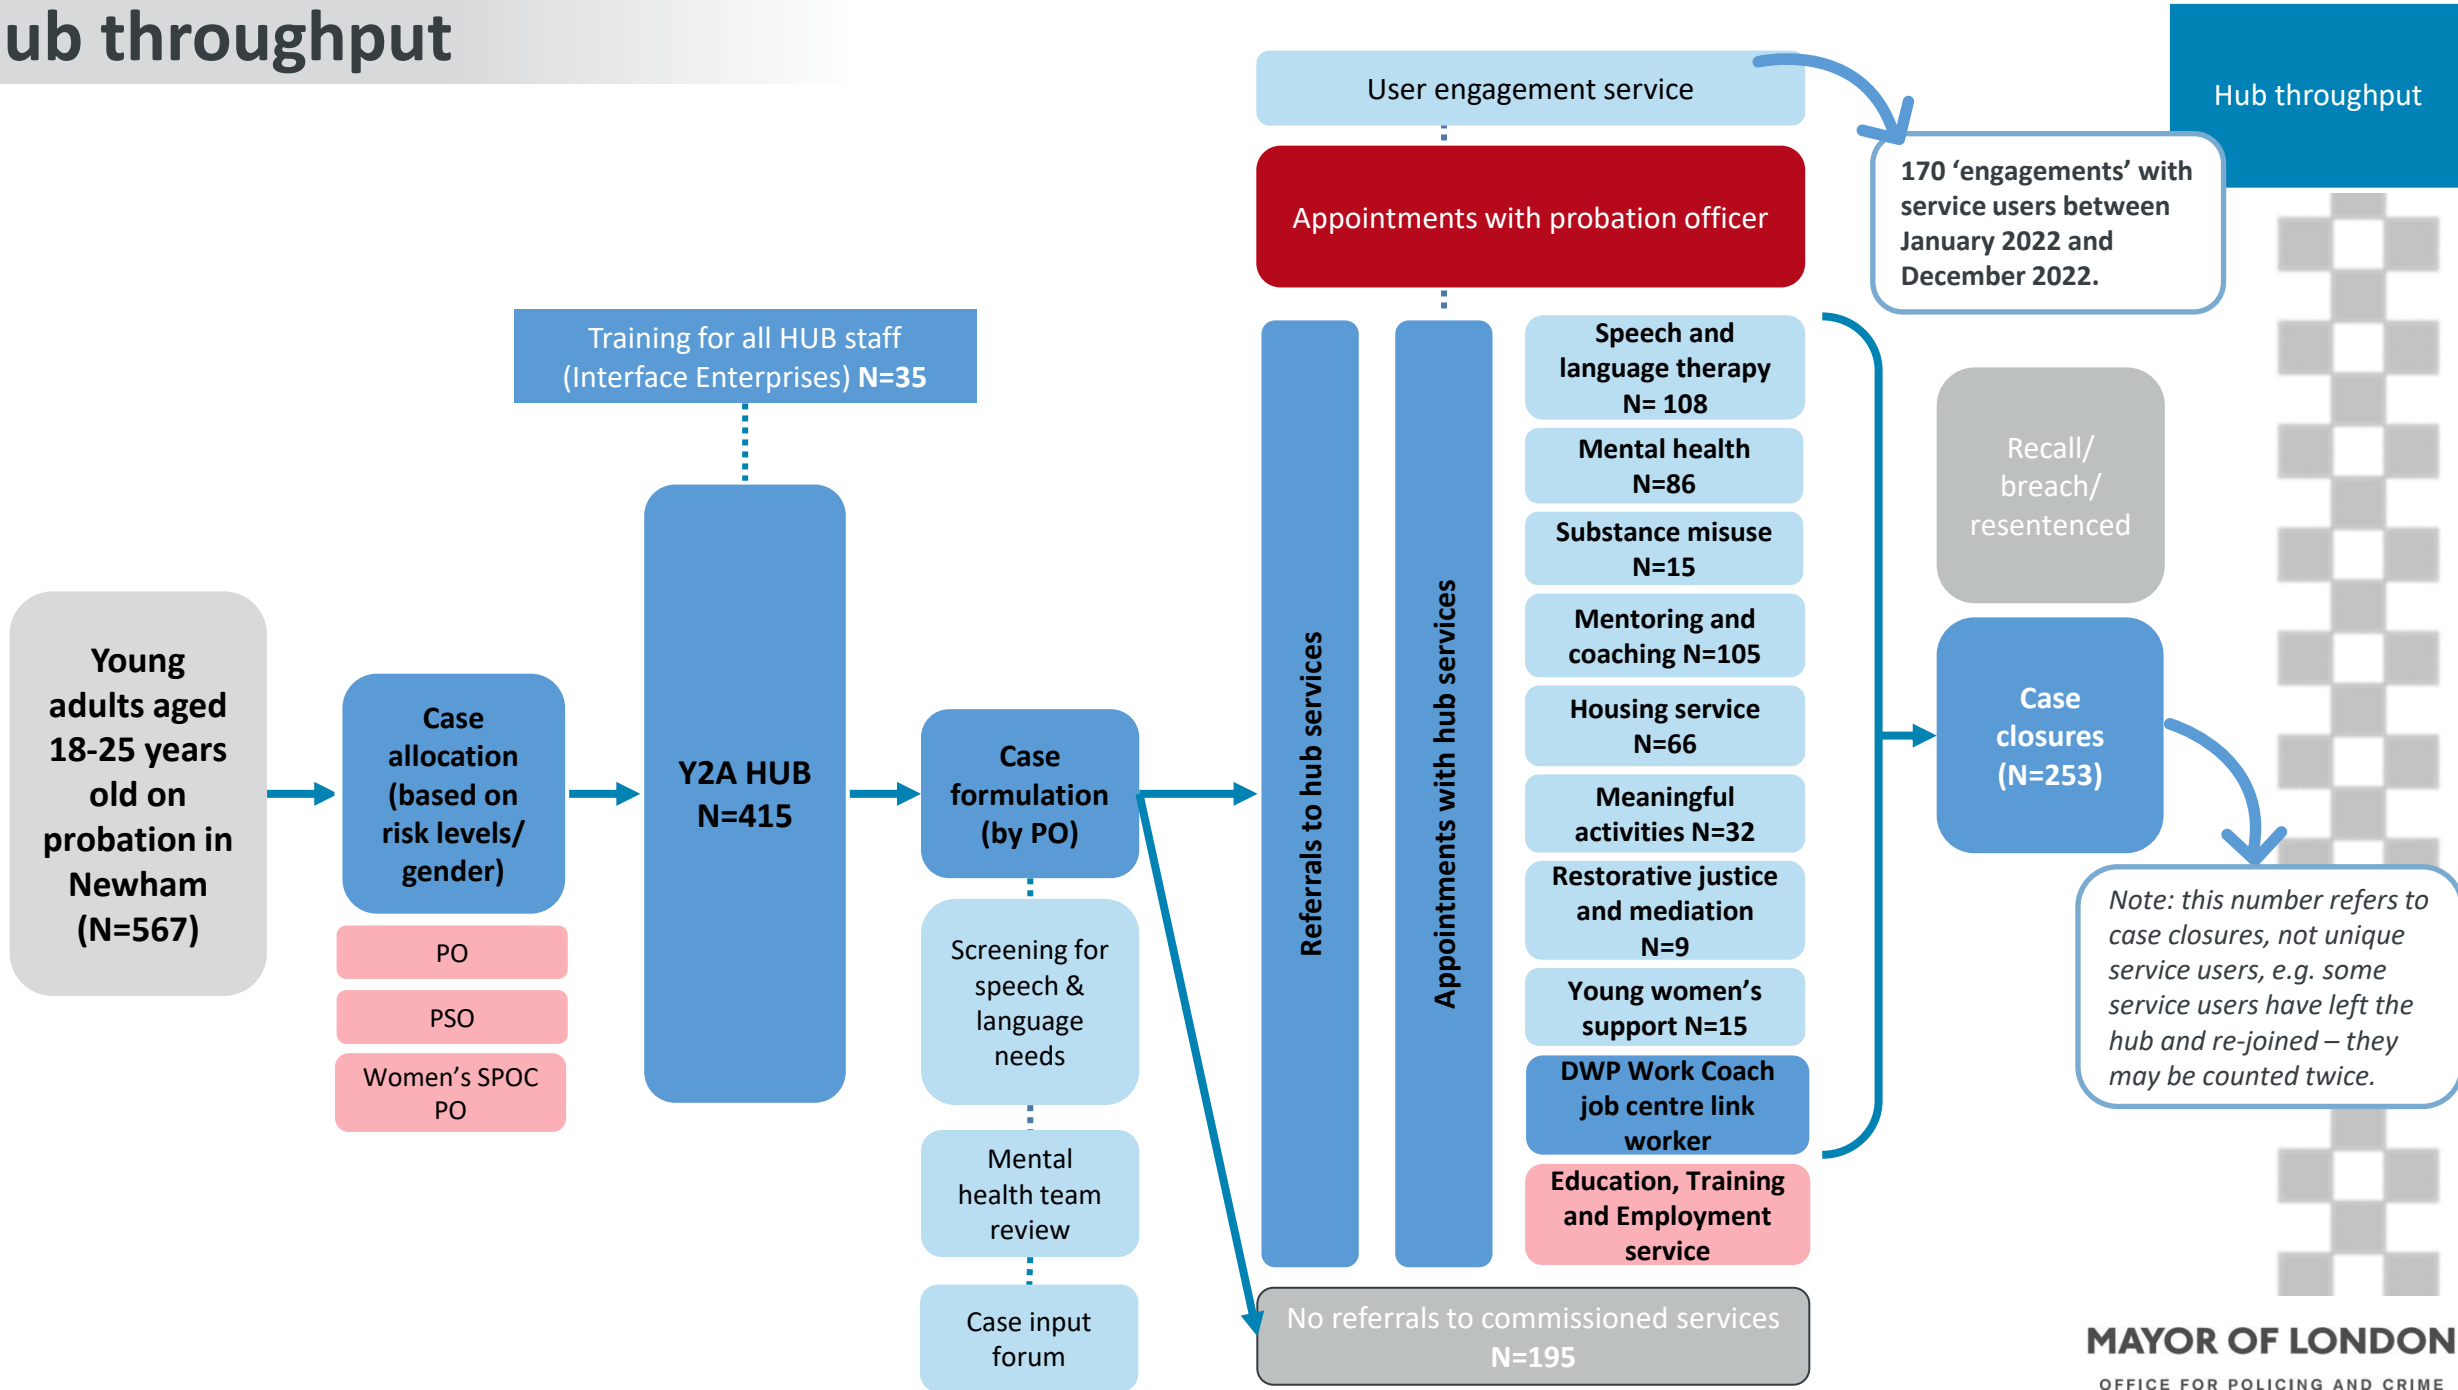 ub throughput
Hub throughput
User engagement service
Appointments with probation officer
170 ‘engagements’ with
service users between
January 2022 and
December 2022.
Training for all HUB staff
(Interface Enterprises) N=35
Young
adults aged
18-25 years
old on
probation in
Newham
(N=567)
Case
allocation
(based on
risk levels/
gender)
PO
PSO
Women’s SPOC
PO
Y2A HUB
N=415
Case
formulation
(by PO)
Screening for
speech &
language
needs
Mental
health team
review
Case input
forum
Referrals to hub services
Appointments with hub services
Speech and
language therapy
N= 108
Mental health
N=86
Substance misuse
N=15
Mentoring and
coaching N=105
Housing service
N=66
Meaningful
activities N=32
Restorative justice
and mediation
N=9
Young women’s
support N=15
DWP Work Coach
job centre link
worker
Education, Training
and Employment
service
No referrals to commissioned services
N=195
Recall/
breach/
resentenced
Case
closures
(N=253)
Note: this number refers to
case closures, not unique
service users, e.g. some
service users have left the
hub and re-joined – they
may be counted twice.
MAYOR OF LONDON
OFFICE FOR POLICING AND CRIME